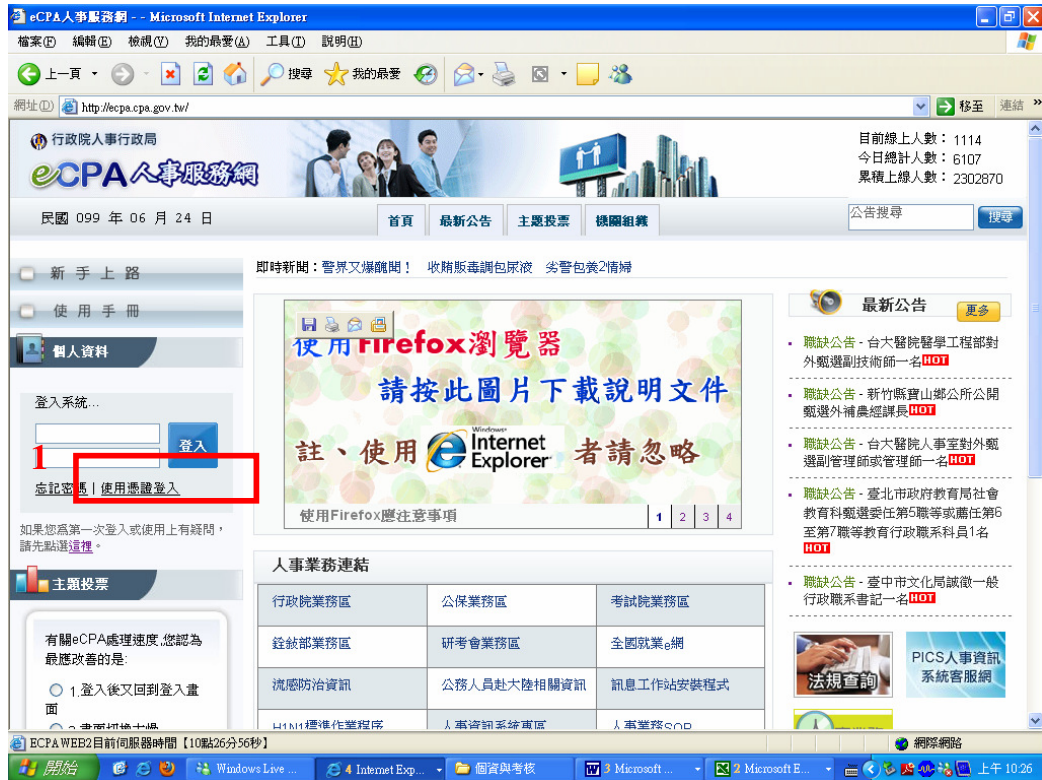 eCPA人事服務網 - - Microsoft Internet Explorer
檔案(F) 編輯(E) 檢視(V) 我的最愛(A) 工具(T) 說明(H)
上一頁 搜尋 我的最愛
網址(D) http://ecpa.cpa.gov.tw/ 移至 連結 »
行政院人事行政局
eCPA人事服務網
目前線上人數： 1114
今日總計人數： 6107
累積上線人數： 2302870
民國 099 年 06 月 24 日
首頁 最新公告 主題投票 機關組織
公告搜尋 搜尋
新手上路
使用手冊
個人資料
登入系統...
登入
1
忘記密碼 | 使用憑證登入
如果您為第一次登入或使用上有疑問，
請先點選這裡。
主題投票
有關eCPA處理速度,您認為
最應改善的是:
1.登入後又回到登入畫
面
2.畫面切換太慢
即時新聞：警界又爆醜聞！ 收賄販毒調包尿液 劣警包養2情婦
使用Firefox瀏覽器
請按此圖片下載說明文件
註、使用 Windows Internet Explorer 者請忽略
使用Firefox應注意事項 1 2 3 4
人事業務連結
行政院業務區 公保業務區 考試院業務區
銓敘部業務區 研考會業務區 全國就業e網
流感防治資訊 公務人員赴大陸相關資訊 訊息工作站安裝程式
H1N1標準作業程序 人事資訊系統專區 人事業務SOP
最新公告 更多
職缺公告 - 台大醫院醫學工程部對
外甄選副技術師一名HOT
職缺公告 - 新竹縣寶山鄉公所公開
甄選外補農經課長HOT
職缺公告 - 台大醫院人事室對外甄
選副管理師或管理師一名HOT
職缺公告 - 臺北市政府教育局社會
教育科甄選委任第5職等或薦任第6
至第7職等教育行政職系科員1名
HOT
職缺公告 - 臺中市文化局誠徵一般
行政職系書記一名HOT
法規查詢
PICS人事資訊
系統客服網
ECPAWEB2目前伺服器時間【10點26分56秒】 網際網路
開始 Windows Live ... 4 Internet Exp... 個資與考核 3 Microsoft ... 2 Microsoft E... 上午 10:26